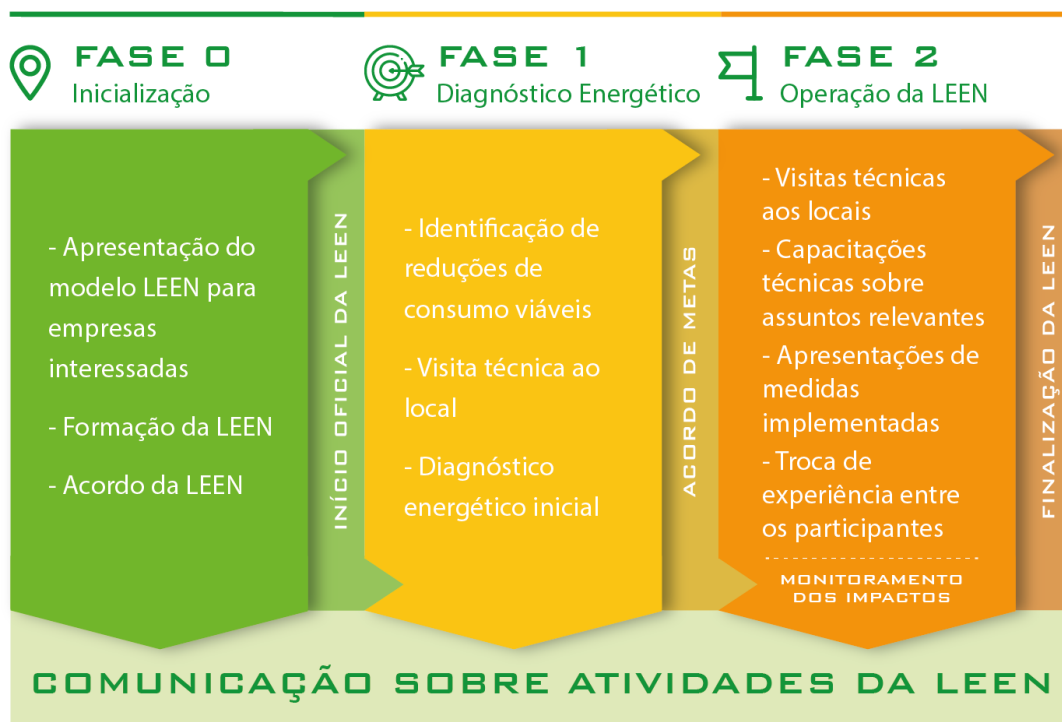 FASE 0
Inicialização
FASE 1
Diagnóstico Energético
FASE 2
Operação da LEEN
- Apresentação do
modelo LEEN para
empresas
interessadas
- Formação da LEEN
- Acordo da LEEN
INÍCIO OFICIAL DA LEEN
- Identificação de
reduções de
consumo viáveis
- Visita técnica ao
local
- Diagnóstico
energético inicial
ACORDO DE METAS
- Visitas técnicas
aos locais
- Capacitações
técnicas sobre
assuntos relevantes
- Apresentações de
medidas
implementadas
- Troca de
experiência entre
os participantes
MONITORAMENTO
DOS IMPACTOS
FINALIZAÇÃO DA LEEN
COMUNICAÇÃO SOBRE ATIVIDADES DA LEEN